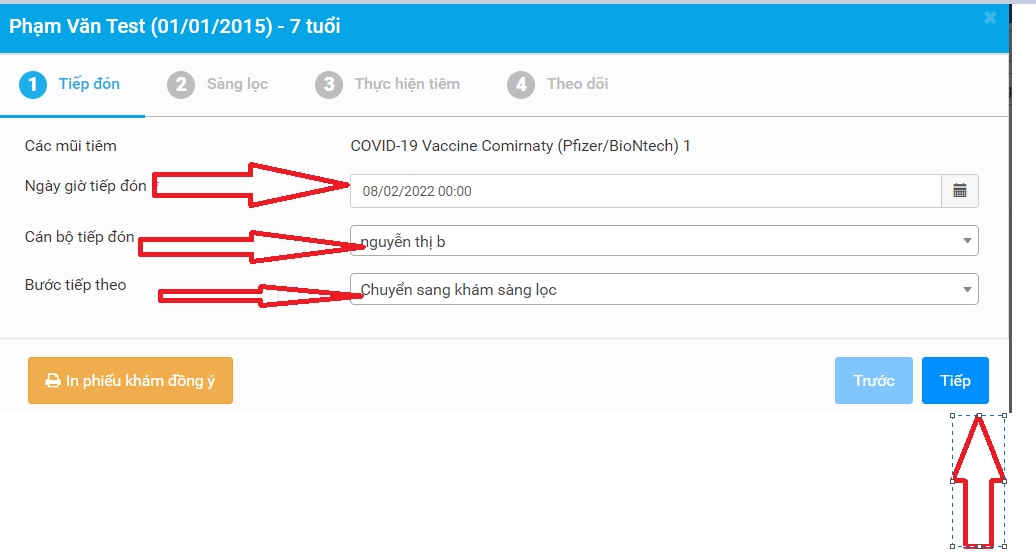 Phạm Văn Test (01/01/2015) - 7 tuổi
1 Tiếp đón 2 Sàng lọc 3 Thực hiện tiêm 4 Theo dõi
Các mũi tiêm COVID-19 Vaccine Comirnaty (Pfizer/BioNtech) 1
Ngày giờ tiếp đón * 08/02/2022 00:00
Cán bộ tiếp đón nguyễn thị b
Bước tiếp theo Chuyển sang khám sàng lọc
In phiếu khám đồng ý Trước Tiếp